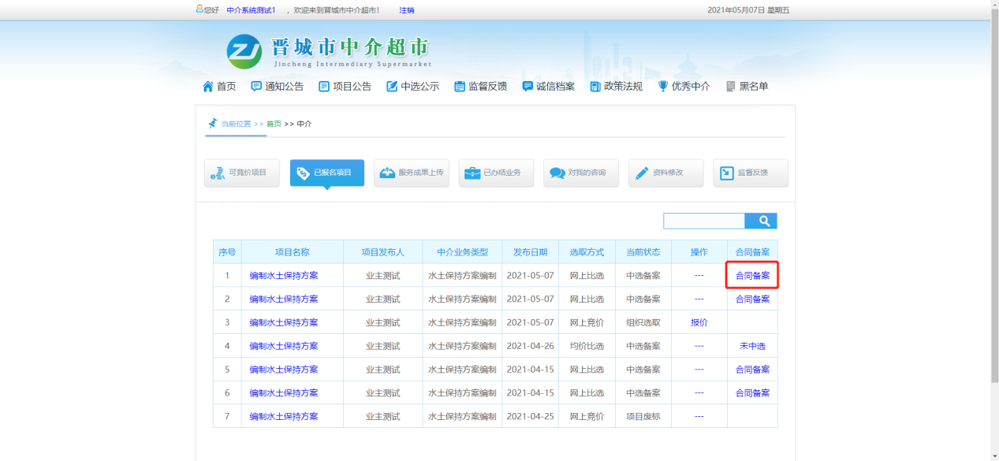 您好 中介系统测试1 ，欢迎来到晋城市中介超市！ 注销 2021年05月07日 星期五
ZJ 晋城市中介超市
Jincheng Intermediary Supermarket
首页 通知公告 项目公告 中选公示 监督反馈 诚信档案 政策法规 优秀中介 黑名单
当前位置 >> 首页 >> 中介
可竞价项目 已报名项目 服务成果上传 已办结业务 对我的咨询 资料修改 监督反馈
序号 项目名称 项目发布人 中介业务类型 发布日期 选取方式 当前状态 操作 合同备案
1 编制水土保持方案 业主测试 水土保持方案编制 2021-05-07 网上比选 中选备案 --- 合同备案
2 编制水土保持方案 业主测试 水土保持方案编制 2021-05-07 网上比选 中选备案 --- 合同备案
3 编制水土保持方案 业主测试 水土保持方案编制 2021-05-07 网上竞价 组织选取 报价
4 编制水土保持方案 业主测试 水土保持方案编制 2021-04-26 均价比选 中选备案 --- 未中选
5 编制水土保持方案 业主测试 水土保持方案编制 2021-04-15 网上比选 中选备案 --- 合同备案
6 编制水土保持方案 业主测试 水土保持方案编制 2021-04-15 网上比选 中选备案 --- 合同备案
7 编制水土保持方案 业主测试 水土保持方案编制 2021-04-25 网上竞价 项目废标 ---